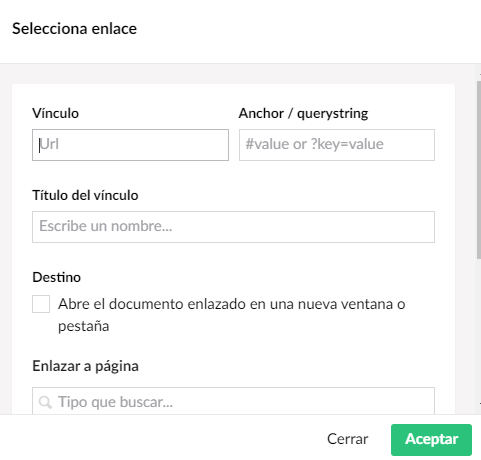 Selecciona enlace
Vínculo
Anchor / querystring
Url
#value or ?key=value
Título del vínculo
Escribe un nombre...
Destino
Abre el documento enlazado en una nueva ventana o
pestaña
Enlazar a página
Tipo que buscar...
Cerrar
Aceptar